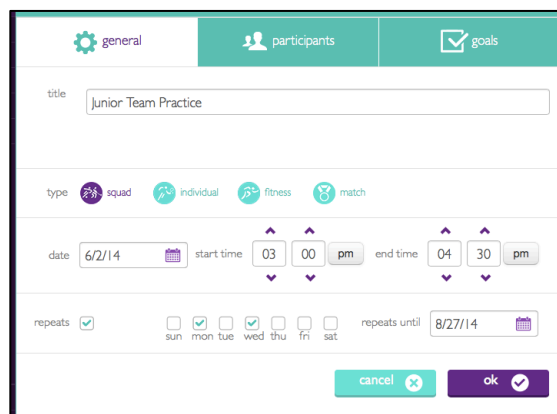 general participants goals
title Junior Team Practice
type squad individual fitness match
date 6/2/14 start time 03 00 pm end time 04 30 pm
repeats sun mon tue wed thu fri sat repeats until 8/27/14
cancel ok